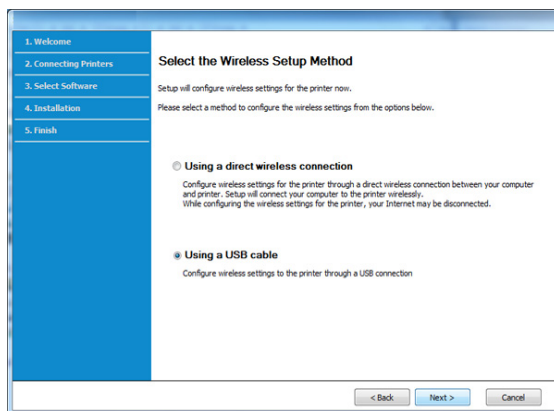 1. Welcome
2. Connecting Printers
3. Select Software
4. Installation
5. Finish
Select the Wireless Setup Method
Setup will configure wireless settings for the printer now.
Please select a method to configure the wireless settings from the options below.
Using a direct wireless connection
Configure wireless settings for the printer through a direct wireless connection between your computer
and printer. Setup will connect your computer to the printer wirelessly.
While configuring the wireless settings for the printer, your Internet may be disconnected.
Using a USB cable
Configure wireless settings to the printer through a USB connection
< Back Next > Cancel